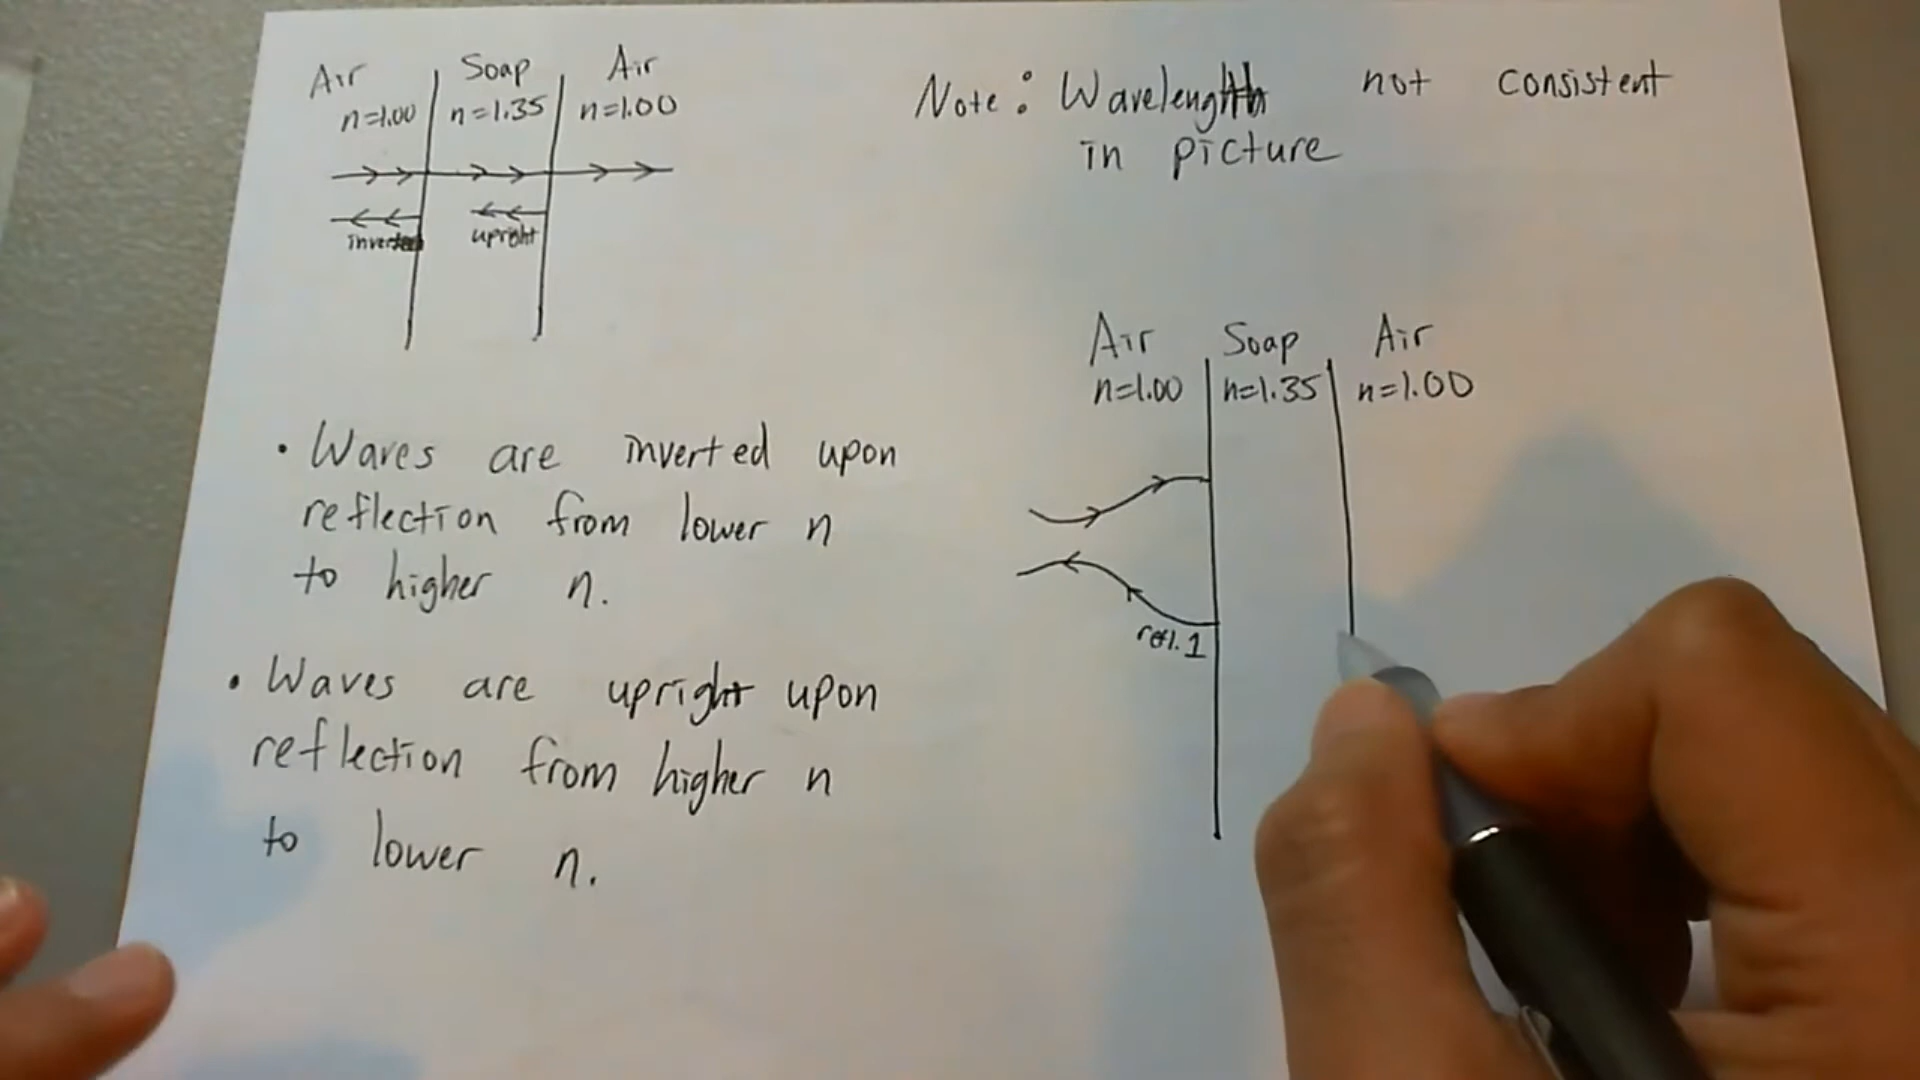 Air Soap Air
n=1.00 n=1.35 n=1.00
inverted upright
Note: Wavelength not consistent
in picture
Air Soap Air
n=1.00 n=1.35 n=1.00
refl. 1
• Waves are inverted upon
reflection from lower n
to higher n.
• Waves are upright upon
reflection from higher n
to lower n.